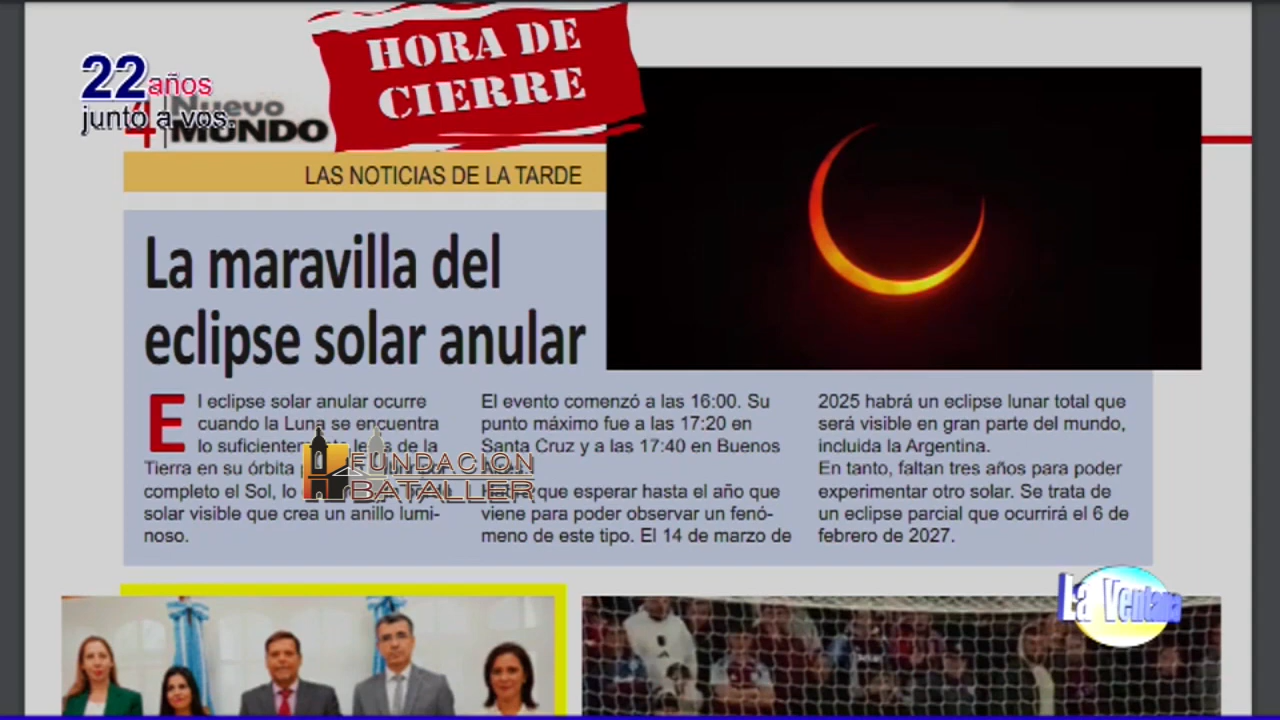 HORA DE
CIERRE
22 años
junto a vos.
4 Nuevo
MUNDO
LAS NOTICIAS DE LA TARDE
La maravilla del
eclipse solar anular
El eclipse solar anular ocurre
cuando la Luna se encuentra
lo de la
Tierra en su órbita
completo el Sol, lo
solar visible que crea un anillo lumi-
noso.
El evento comenzó a las 16:00. Su
punto máximo fue a las 17:20 en
Santa Cruz y a las 17:40 en Buenos
que esperar hasta el año que
viene para poder observar un fenó-
meno de este tipo. El 14 de marzo de
2025 habrá un eclipse lunar total que
será visible en gran parte del mundo,
incluida la Argentina.
En tanto, faltan tres años para poder
experimentar otro solar. Se trata de
un eclipse parcial que ocurrirá el 6 de
febrero de 2027.
FUNDACION
BATALLER
La Ventana